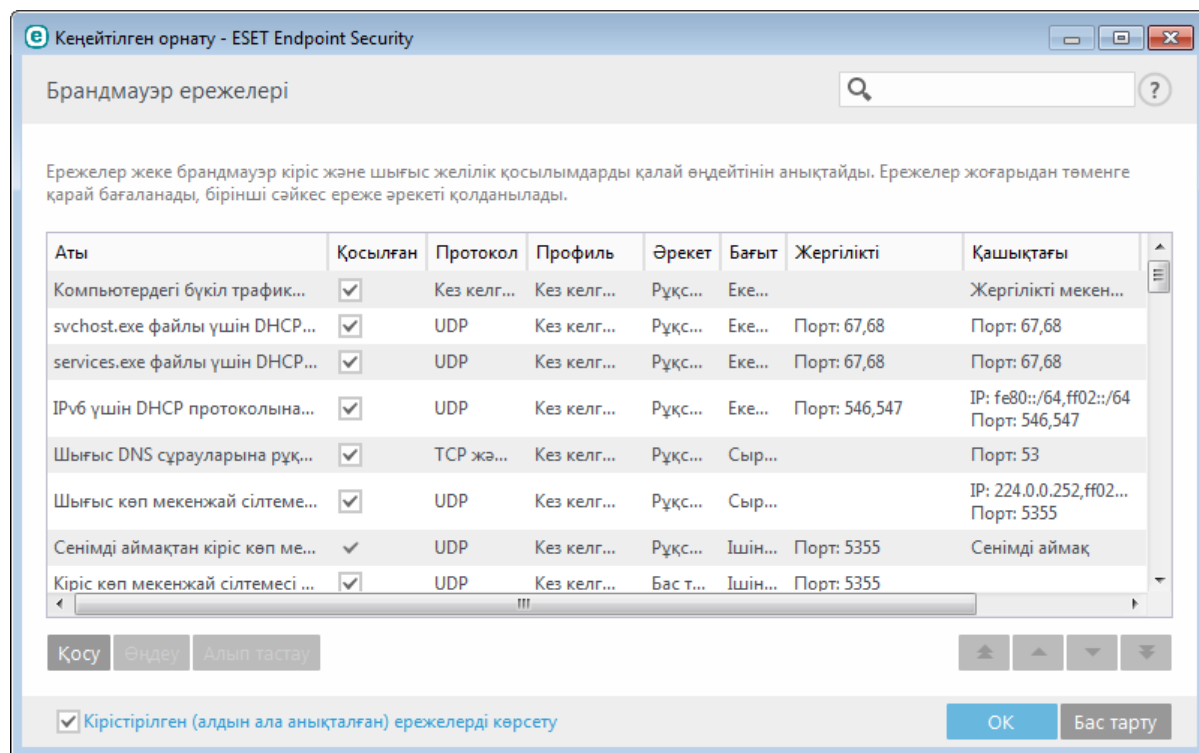 Кеңейтілген орнату - ESET Endpoint Security
Брандмауэр ережелері
?
Ережелер жеке брандмауэр кіріс және шығыс желілік қосылымдарды қалай өңдейтінін анықтайды. Ережелер жоғарыдан төменге
қарай бағаланады, бірінші сәйкес ереже әрекеті қолданылады.
Аты Қосылған Протокол Профиль Әрекет Бағыт Жергілікті Қашықтағы
Компьютердегі бүкіл трафик... Кез келг... Кез келг... Рұқс... Еке... Жергілікті мекен...
svchost.exe файлы үшін DHCP... UDP Кез келг... Рұқс... Еке... Порт: 67,68 Порт: 67,68
services.exe файлы үшін DHCP... UDP Кез келг... Рұқс... Еке... Порт: 67,68 Порт: 67,68
IPv6 үшін DHCP протоколына... UDP Кез келг... Рұқс... Еке... Порт: 546,547 IP: fe80::/64,ff02::/64
Порт: 546,547
Шығыс DNS сұрауларына рұқ... TCP жә... Кез келг... Рұқс... Сыр... Порт: 53
Шығыс көп мекенжай сілтеме... UDP Кез келг... Рұқс... Сыр... IP: 224.0.0.252,ff02...
Порт: 5355
Сенімді аймақтан кіріс көп ме... UDP Кез келг... Рұқс... Ішін... Порт: 5355 Сенімді аймақ
Кіріс көп мекенжай сілтемесі ... UDP Кез келг... Бас т... Ішін... Порт: 5355
Қосу Өңдеу Алып тастау
Кірістірілген (алдын ала анықталған) ережелерді көрсету
OK Бас тарту